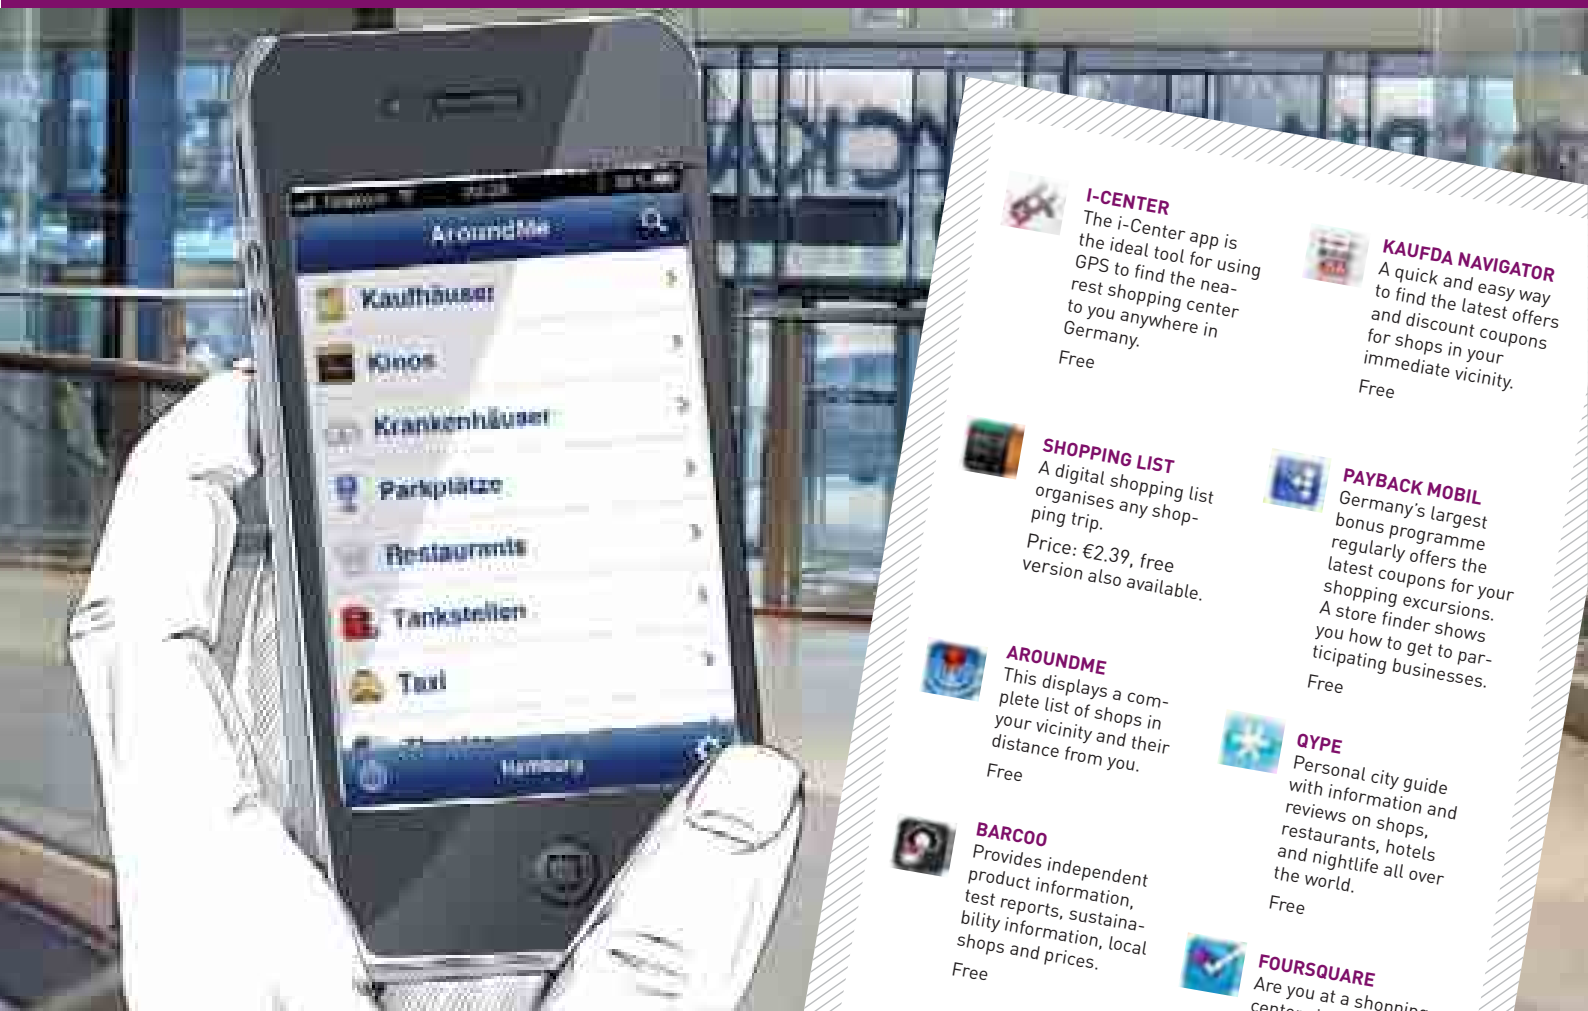 AroundMe
Kaufhäuser
Kinos
Krankenhäuser
Parkplätze
Restaurants
Tankstellen
Taxi
Hamburg
I-CENTER
The i-Center app is
the ideal tool for using
GPS to find the nea-
rest shopping center
to you anywhere in
Germany.
Free
SHOPPING LIST
A digital shopping list
organises any shop-
ping trip.
Price: €2.39, free
version also available.
AROUNDME
This displays a com-
plete list of shops in
your vicinity and their
distance from you.
Free
BARCOO
Provides independent
product information,
test reports, sustaina-
bility information, local
shops and prices.
Free
KAUFDA NAVIGATOR
A quick and easy way
to find the latest offers
and discount coupons
for shops in your
immediate vicinity.
Free
PAYBACK MOBIL
Germany's largest
bonus programme
regularly offers the
latest coupons for your
shopping excursions.
A store finder shows
you how to get to par-
ticipating businesses.
Free
QYPE
Personal city guide
with information and
reviews on shops,
restaurants, hotels
and nightlife all over
the world.
Free
FOURSQUARE
Are you at a shopping